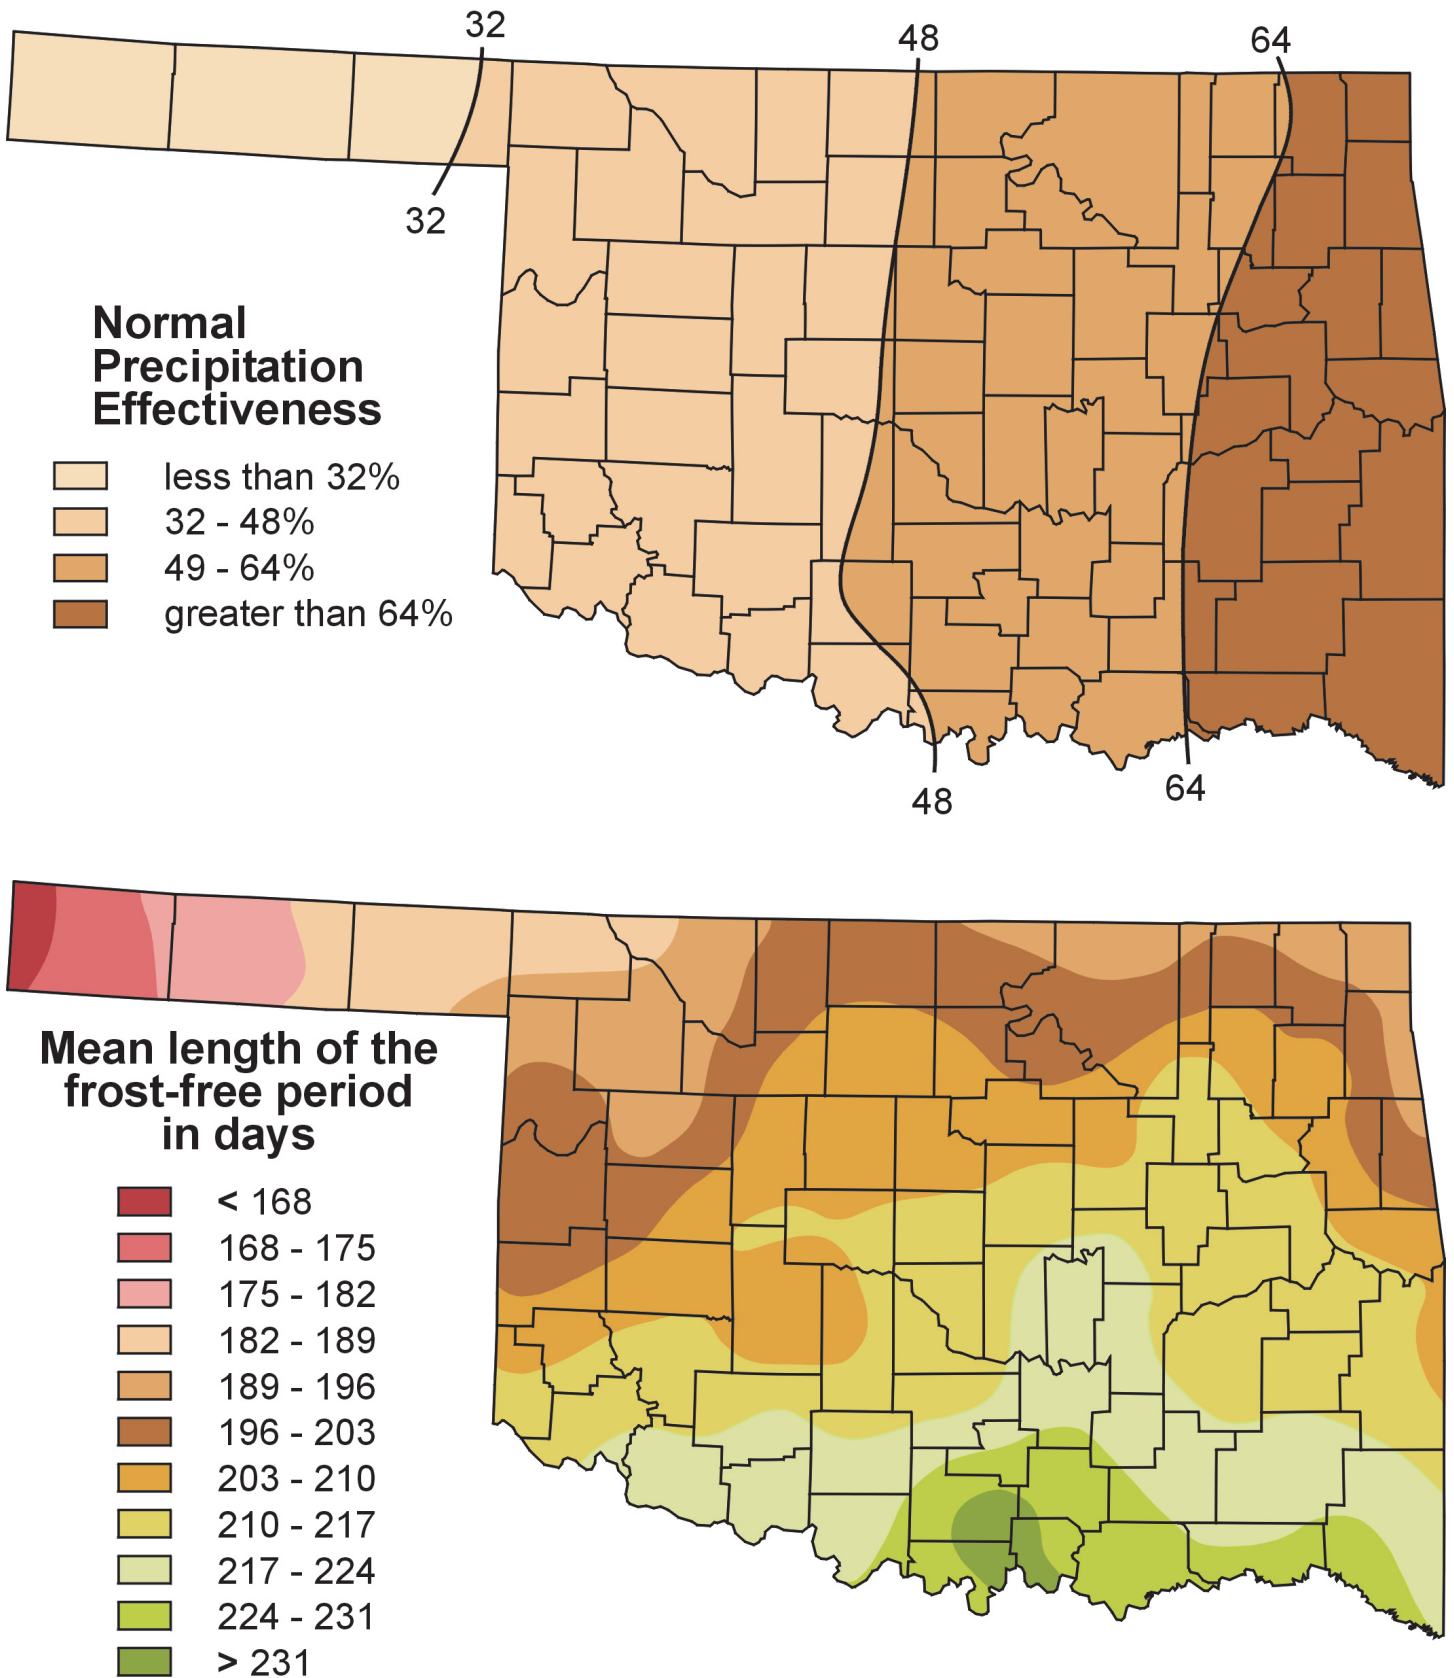 32
48
64
32
Normal
Precipitation
Effectiveness
less than 32%
32 - 48%
49 - 64%
greater than 64%
48
64
Mean length of the
frost-free period
in days
< 168
168 - 175
175 - 182
182 - 189
189 - 196
196 - 203
203 - 210
210 - 217
217 - 224
224 - 231
> 231